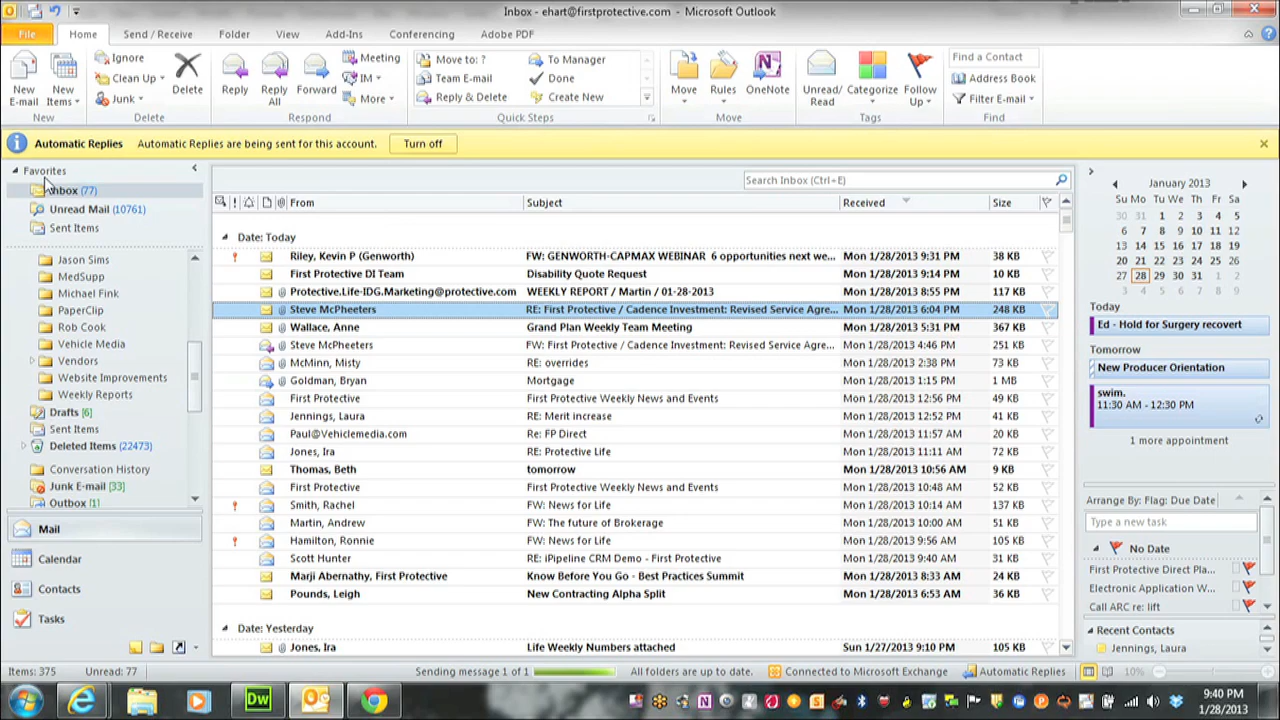 Inbox - ehart@firstprotective.com - Microsoft Outlook
File Home Send / Receive Folder View Add-Ins Conferencing Adobe PDF
New E-mail
New Items
Ignore
Clean Up
Junk
Delete
Reply
Reply All
Forward
Meeting
IM
More
Move to: ?
Team E-mail
Reply & Delete
To Manager
Done
Create New
Move
Rules
OneNote
Unread/ Read
Categorize
Follow Up
Find a Contact
Address Book
Filter E-mail
New Delete Respond Quick Steps Move Tags Find
Automatic Replies Automatic Replies are being sent for this account. Turn off
Favorites
Inbox (77)
Unread Mail (10761)
Sent Items
Jason Sims
MedSupp
Michael Fink
PaperClip
Rob Cook
Vehicle Media
Vendors
Website Improvements
Weekly Reports
Drafts [6]
Sent Items
Deleted Items (22473)
Conversation History
Junk E-mail [33]
Outbox [1]
Mail
Calendar
Contacts
Tasks
Search Inbox (Ctrl+E)
From Subject Received Size
Date: Today
Riley, Kevin P (Genworth) FW: GENWORTH-CAPMAX WEBINAR 6 opportunities next we... Mon 1/28/2013 9:31 PM 38 KB
First Protective DI Team Disability Quote Request Mon 1/28/2013 9:14 PM 10 KB
Protective.Life-IDG.Marketing@protective.com WEEKLY REPORT / Martin / 01-28-2013 Mon 1/28/2013 8:55 PM 117 KB
Steve McPheeters RE: First Protective / Cadence Investment: Revised Service Agre... Mon 1/28/2013 6:04 PM 248 KB
Wallace, Anne Grand Plan Weekly Team Meeting Mon 1/28/2013 5:31 PM 367 KB
Steve McPheeters FW: First Protective / Cadence Investment: Revised Service Agre... Mon 1/28/2013 4:46 PM 251 KB
McMinn, Misty RE: overrides Mon 1/28/2013 2:38 PM 73 KB
Goldman, Bryan Mortgage Mon 1/28/2013 1:15 PM 1 MB
First Protective First Protective Weekly News and Events Mon 1/28/2013 12:56 PM 49 KB
Jennings, Laura RE: Merit increase Mon 1/28/2013 12:52 PM 34 KB
Paul@Vehiclemedia.com Re: FP Direct Mon 1/28/2013 11:57 AM 42 KB
Jones, Ira RE: Protective Life Mon 1/28/2013 11:11 AM 72 KB
Thomas, Beth tomorrow Mon 1/28/2013 10:56 AM 9 KB
First Protective First Protective Weekly News and Events Mon 1/28/2013 10:48 AM 52 KB
Smith, Rachel FW: News for Life Mon 1/28/2013 10:14 AM 137 KB
Martin, Andrew FW: The future of Brokerage Mon 1/28/2013 10:00 AM 51 KB
Hamilton, Ronnie FW: News for Life Mon 1/28/2013 9:56 AM 105 KB
Scott Hunter RE: iPipeline CRM Demo - First Protective Mon 1/28/2013 9:40 AM 31 KB
Marji Abernathy, First Protective Know Before You Go - Best Practices Summit Mon 1/28/2013 8:33 AM 24 KB
Pounds, Leigh New Contracting Alpha Split Mon 1/28/2013 6:53 AM 36 KB
Date: Yesterday
Jones, Ira Life Weekly Numbers attached Sun 1/27/2013 9:10 PM 105 KB
January 2013
Su Mo Tu We Th Fr Sa
30 31 1 2 3 4 5
6 7 8 9 10 11 12
13 14 15 16 17 18 19
20 21 22 23 24 25 26
27 28 29 30 31 1 2
3 4 5 6 7 8 9
Today
Ed - Hold for Surgery recovert
Tomorrow
New Producer Orientation
swim.
11:30 AM - 12:30 PM
1 more appointment
Arrange By: Flag: Due Date
Type a new task
No Date
First Protective Direct Pla...
Electronic Application W...
Call ARC re: lift
Recent Contacts
Jennings, Laura
Items: 375 Unread: 77 Sending message 1 of 1 All folders are up to date. Connected to Microsoft Exchange Automatic Replies 10%
Dw
9:40 PM
1/28/2013